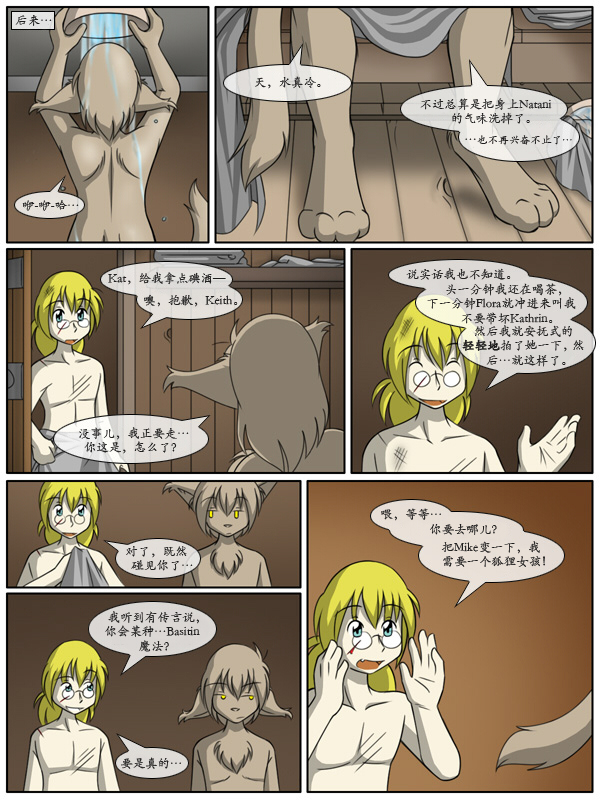 后来…
咿-咿-哈…
天，水真冷。
不过总算是把身上Natani
的气味洗掉了。
…也不再兴奋不止了…
Kat，给我拿点碘酒—
噢，抱歉，Keith。
没事儿，我正要走…
你这是，怎么了？
说实话我也不知道。
头一分钟我还在喝茶，
下一分钟Flora就冲进来叫我
不要带坏Kathrin。
然后我就安抚式的
轻轻地拍了她一下，然
后…就这样了。
对了，既然
碰见你了…
我听到有传言说，
你会某种…Basitin
魔法？
要是真的…
喂，等等…
你要去哪儿？
把Mike变一下，我
需要一个狐狸女孩！